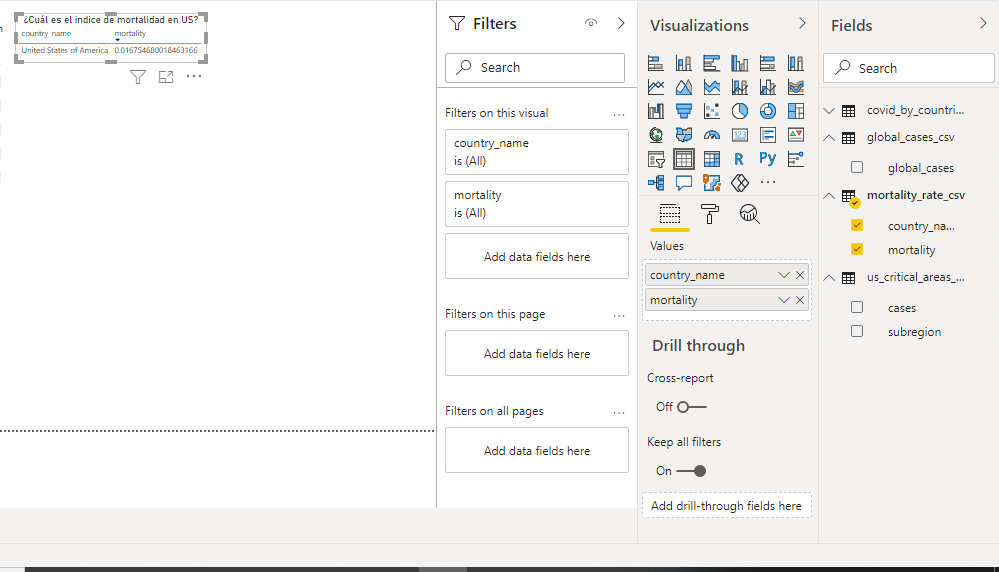 ¿Cuál es el indice de mortalidad en US?
country_name mortality
United States of America 0.016754680018463166
Filters
Search
Filters on this visual ...
country_name
is (All)
mortality
is (All)
Add data fields here
Filters on this page ...
Add data fields here
Filters on all pages ...
Add data fields here
Visualizations
123
R
Py
...
Values
country_name
mortality
Drill through
Cross-report
Off
Keep all filters
On
Add drill-through fields here
Fields
Search
covid_by_countri...
global_cases_csv
global_cases
mortality_rate_csv
country_na...
mortality
us_critical_areas_...
cases
subregion